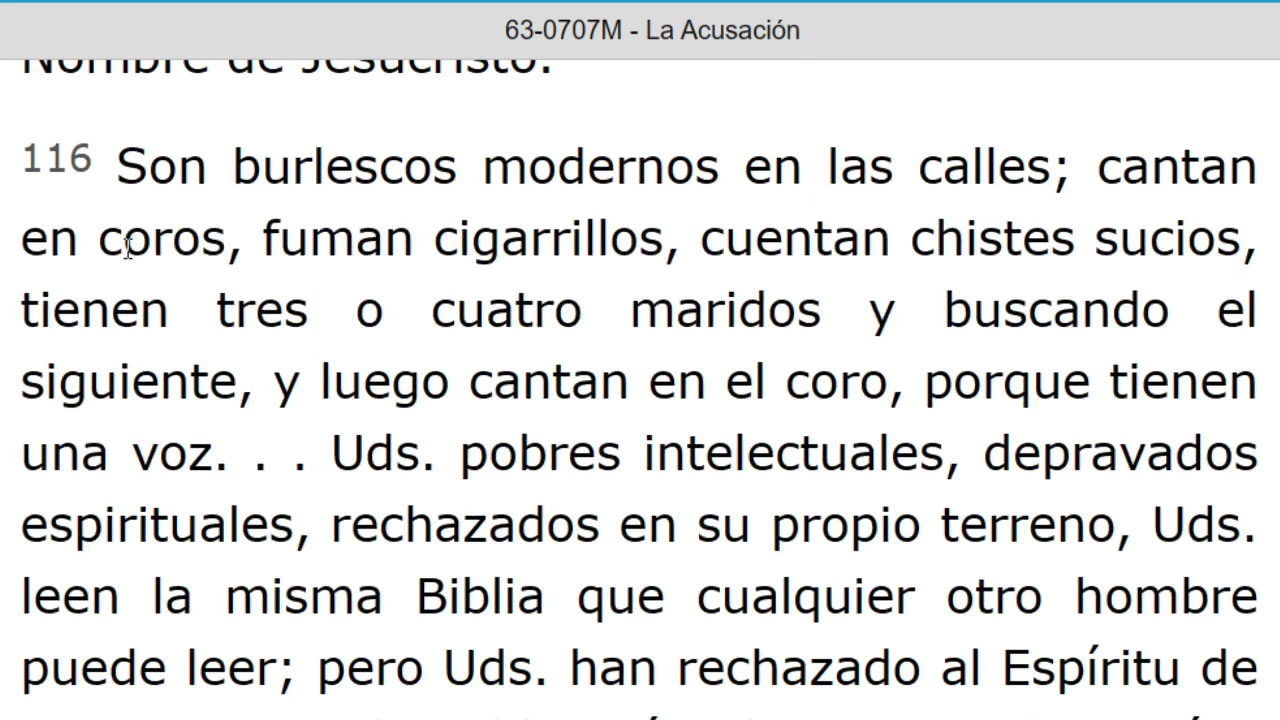 63-0707M - La Acusación
Nombre de Jesucristo.
116 Son burlescos modernos en las calles; cantan
en coros, fuman cigarrillos, cuentan chistes sucios,
tienen tres o cuatro maridos y buscando el
siguiente, y luego cantan en el coro, porque tienen
una voz. . . Uds. pobres intelectuales, depravados
espirituales, rechazados en su propio terreno, Uds.
leen la misma Biblia que cualquier otro hombre
puede leer; pero Uds. han rechazado al Espíritu de